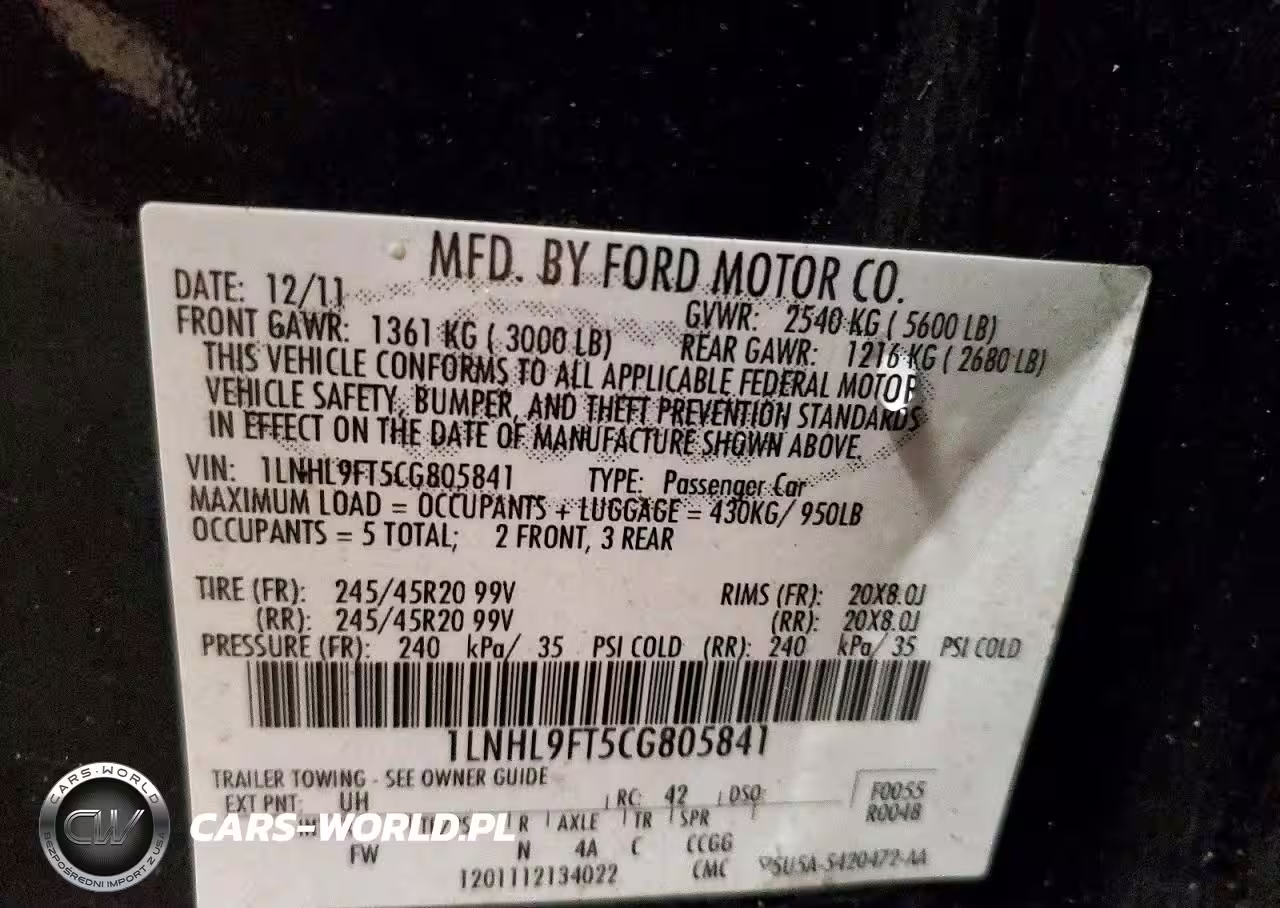 MFD. BY FORD MOTOR CO.
DATE: 12/11 GVWR: 2540 KG ( 5600 LB)
FRONT GAWR: 1361 KG ( 3000 LB) REAR GAWR: 1216 KG ( 2680 LB)
THIS VEHICLE CONFORMS TO ALL APPLICABLE FEDERAL MOTOR
VEHICLE SAFETY, BUMPER, AND THEFT PREVENTION STANDARDS
IN EFFECT ON THE DATE OF MANUFACTURE SHOWN ABOVE.
VIN: 1LNHL9FT5CG805841 TYPE: Passenger Car
MAXIMUM LOAD = OCCUPANTS + LUGGAGE = 430KG/ 950LB
OCCUPANTS = 5 TOTAL; 2 FRONT, 3 REAR
TIRE (FR): 245/45R20 99V RIMS (FR): 20X8.0J
(RR): 245/45R20 99V (RR): 20X8.0J
PRESSURE (FR): 240 kPa/ 35 PSI COLD (RR): 240 kPa/ 35 PSI COLD
1LNHL9FT5CG805841
TRAILER TOWING - SEE OWNER GUIDE
EXT PNT: UH RC: 42 DSO: F0055
R0048
R AXLE TR SPR
FW N 4A C CCGG
1201112134022 CMC
CARS-WORLD.PL
CARS-WORLD
CW
BEZPOŚREDNI IMPORT Z USA